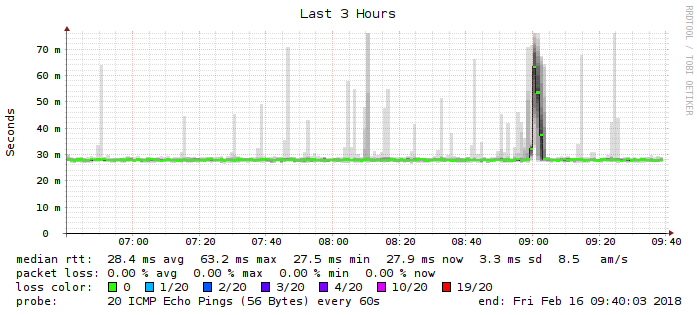 Last 3 Hours
RRDTOOL / TOBI OETIKER
Seconds
70 m
60 m
50 m
40 m
30 m
20 m
10 m
0
07:00 07:20 07:40 08:00 08:20 08:40 09:00 09:20 09:40
median rtt: 28.4 ms avg 63.2 ms max 27.5 ms min 27.9 ms now 3.3 ms sd 8.5 am/s
packet loss: 0.00 % avg 0.00 % max 0.00 % min 0.00 % now
loss color: 0 1/20 2/20 3/20 4/20 10/20 19/20
probe: 20 ICMP Echo Pings (56 Bytes) every 60s end: Fri Feb 16 09:40:03 2018